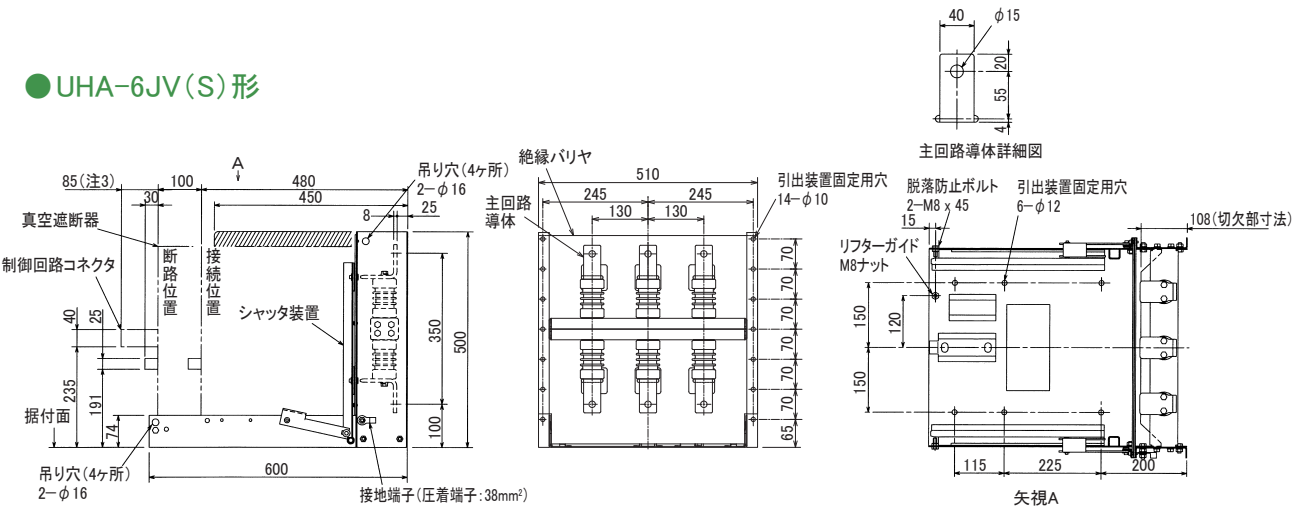 ●UHA-6JV(S)形
40
φ15
20
55
4
主回路導体詳細図
A
85(注3)
100
480
30
450
8
25
吊り穴(4ヶ所)
2-φ16
真空遮断器
制御回路コネクタ
断路位置
接続位置
シャッタ装置
40
25
235
191
74
据付面
350
500
100
600
吊り穴(4ヶ所)
2-φ16
接地端子(圧着端子:38mm²)
絶縁バリヤ
510
245
245
主回路
導体
130
130
引出装置固定用穴
14-φ10
70
70
70
70
70
70
65
脱落防止ボルト
2-M8 x 45
引出装置固定用穴
6-φ12
15
108(切欠部寸法)
リフターガイド
M8ナット
150
120
150
115
225
200
矢視A